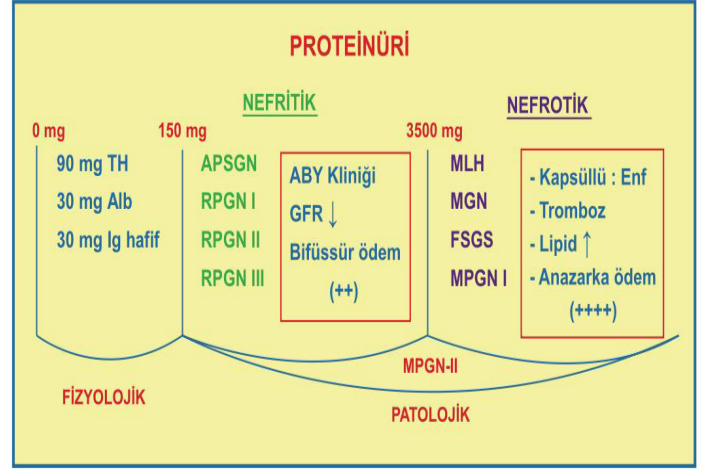 PROTEİNÜRİ
NEFRİTİK
NEFROTİK
0 mg
150 mg
3500 mg
90 mg TH
30 mg Alb
30 mg Ig hafif
APSGN
RPGN I
RPGN II
RPGN III
ABY Kliniği
GFR ↓
Bifüssür ödem
(++)
MLH
MGN
FSGS
MPGN I
- Kapsüllü : Enf
- Tromboz
- Lipid ↑
- Anazarka ödem
(++++)
MPGN-II
FİZYOLOJİK
PATOLOJİK